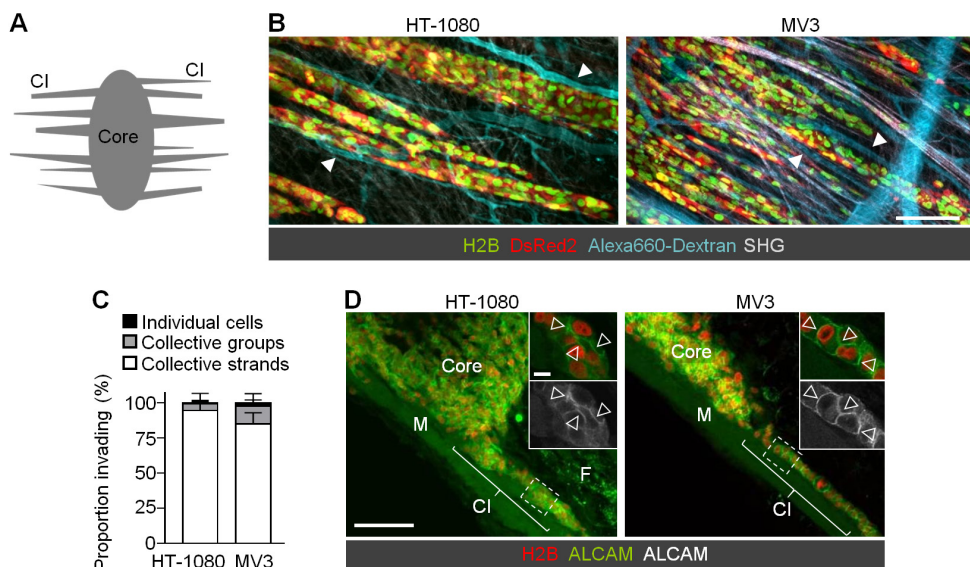 A
CI
CI
Core
B
HT-1080
MV3
H2B DsRed2 Alexa660-Dextran SHG
C
Individual cells
Collective groups
Collective strands
Proportion invading (%)
100
75
50
25
0
HT-1080 MV3
D
HT-1080
MV3
Core
M
F
CI
Core
M
CI
H2B ALCAM ALCAM